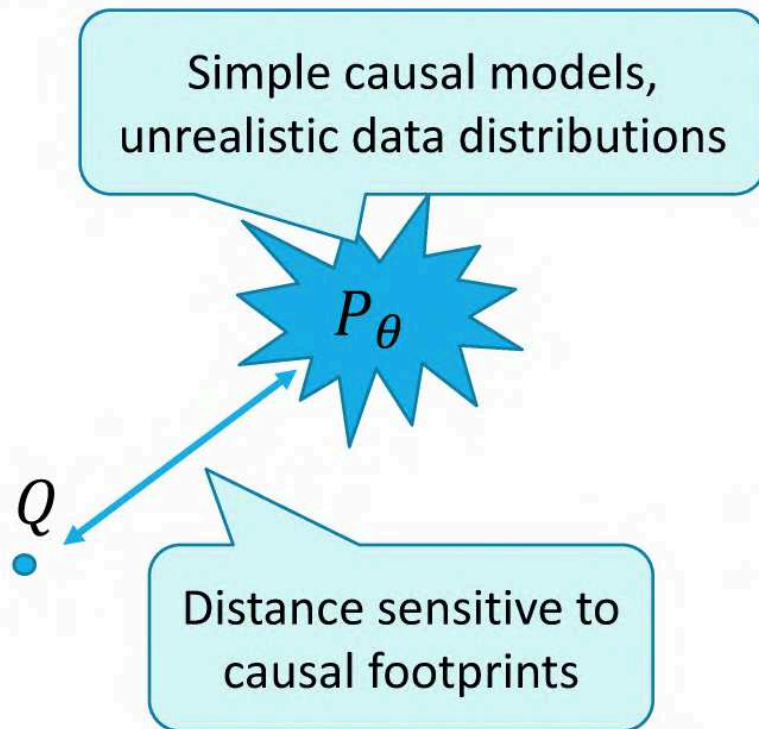 Simple causal models,
unrealistic data distributions
P_θ
Q
Distance sensitive to
causal footprints